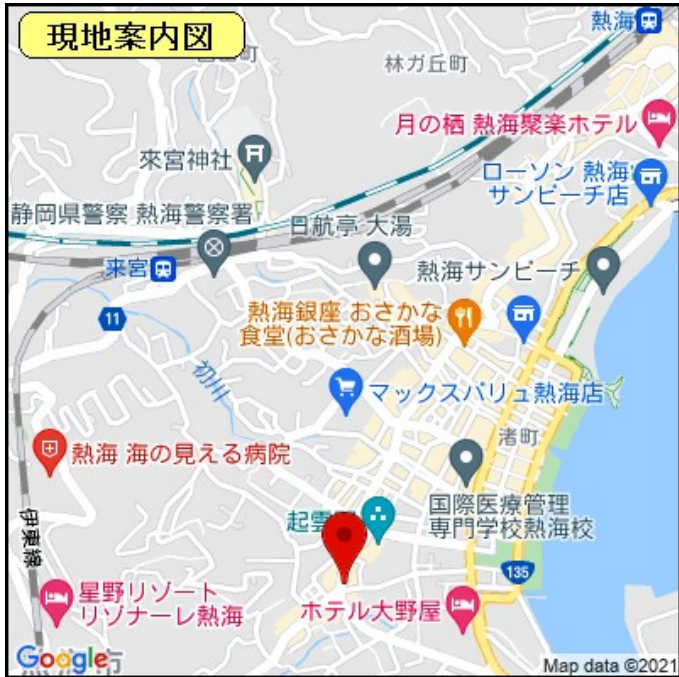 現地案内図
熱海
林ガ丘町
月の栖 熱海聚楽ホテル
來宮神社
ローソン 熱海
サンビーチ店
静岡県警察 熱海警察署
日航亭 大湯
来宮
熱海サンビーチ
11
熱海銀座 おさかな
食堂(おさかな酒場)
初川
マックスバリュ熱海店
渚町
熱海 海の見える病院
国際医療管理
専門学校熱海校
起雲
伊東線
135
星野リゾート
リゾナーレ熱海
ホテル大野屋
Google
市
Map data ©2021